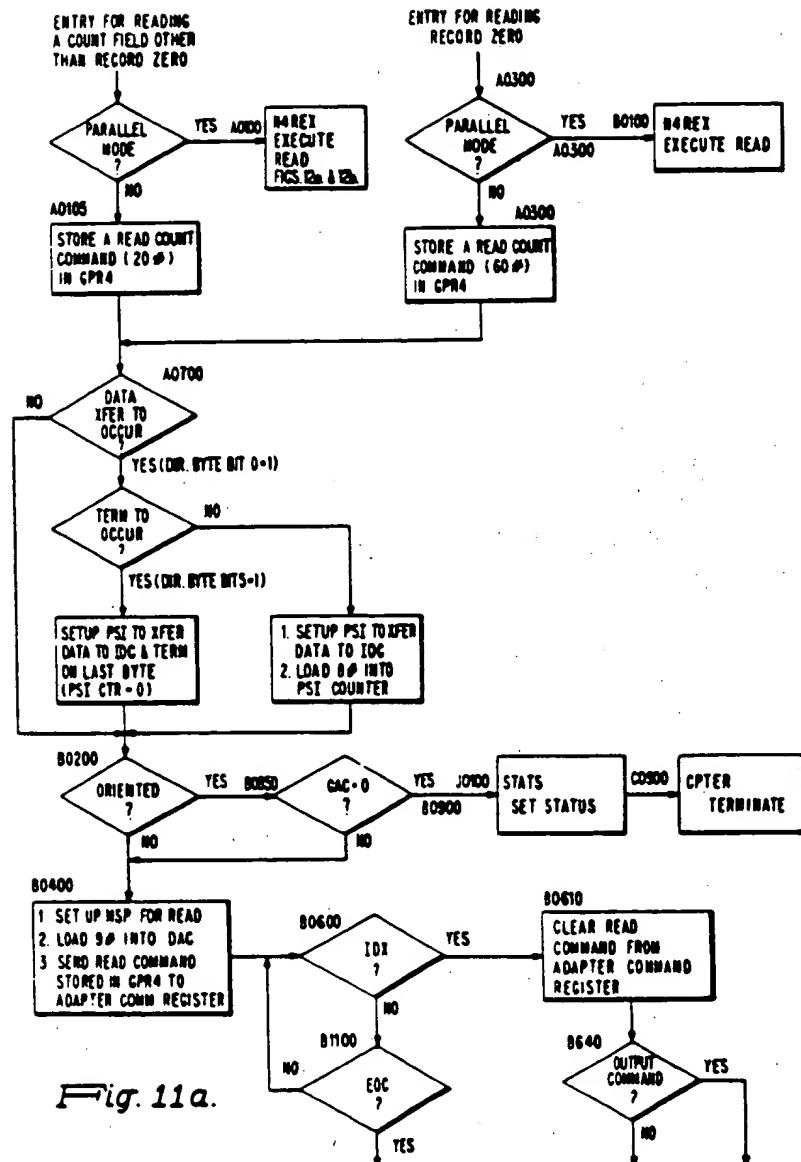 ENTRY FOR READING
A COUNT FIELD OTHER
THAN RECORD ZERO
ENTRY FOR READING
RECORD ZERO
A0300
PARALLEL
MODE
?
YES
A0100
N4REX
EXECUTE
READ
FIGS. 12a & 12b
NO
PARALLEL
MODE
?
YES
A0300
B0100
N4REX
EXECUTE READ
NO
A0105
STORE A READ COUNT
COMMAND (20#)
IN GPR4
A0300
STORE A READ COUNT
COMMAND (60#)
IN GPR4
A0700
DATA
XFER TO
OCCUR
?
NO
YES (DIR. BYTE BIT 0=1)
TERM TO
OCCUR
?
NO
YES (DIR. BYTE BIT5=1)
SETUP PSI TO XFER
DATA TO IOC & TERM
ON LAST BYTE
(PSI CTR = 0)
1. SETUP PSI TO XFER
DATA TO IOC
2. LOAD 8# INTO
PSI COUNTER
B0200
ORIENTED
?
YES
B0850
GAC=0
?
YES
B0900
J0100
STATS
SET STATUS
C0900
CPTER
TERMINATE
NO
NO
B0400
1 SET UP NSP FOR READ
2. LOAD 9# INTO DAC
3 SEND READ COMMAND
STORED IN GPR4 TO
ADAPTER COMM REGISTER
B0600
IDX
?
YES
B0610
CLEAR READ
COMMAND FROM
ADAPTER COMMAND
REGISTER
NO
B1100
NO
EOC
?
YES
B640
OUTPUT
COMMAND
?
YES
NO
Fig. 11a.